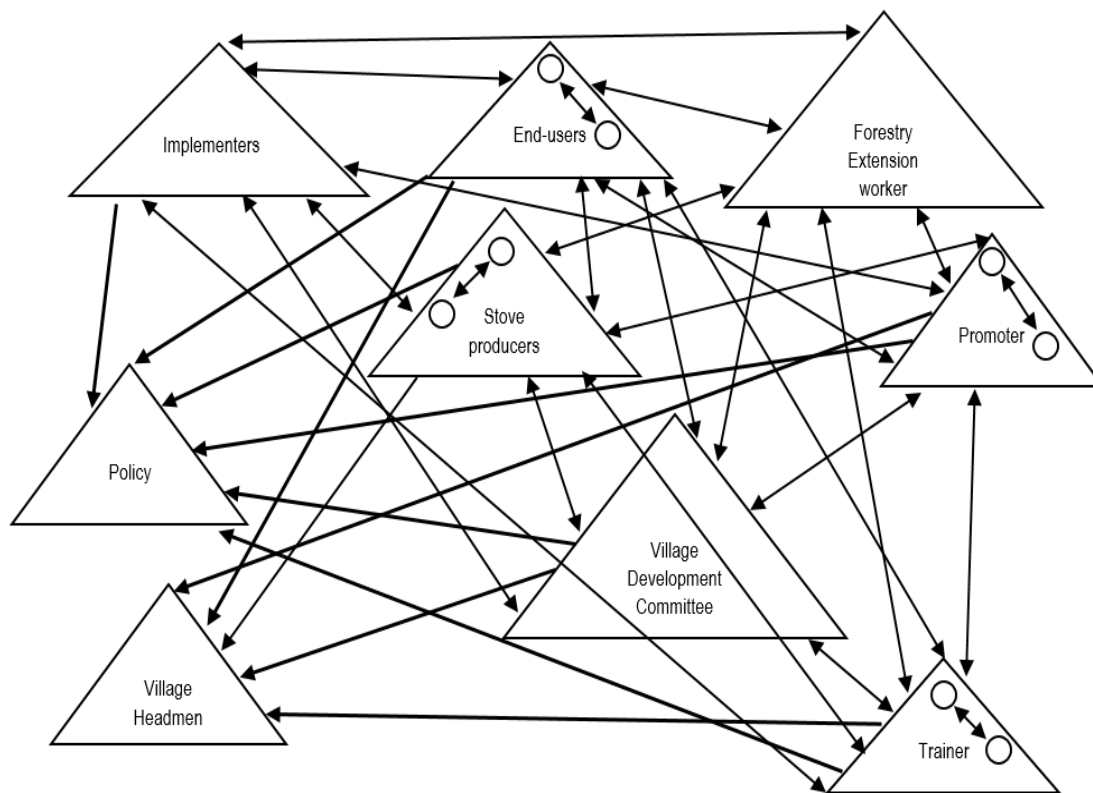 Implementers
End-users
Forestry
Extension
worker
Stove
producers
Promoter
Policy
Village
Development
Committee
Village
Headmen
Trainer